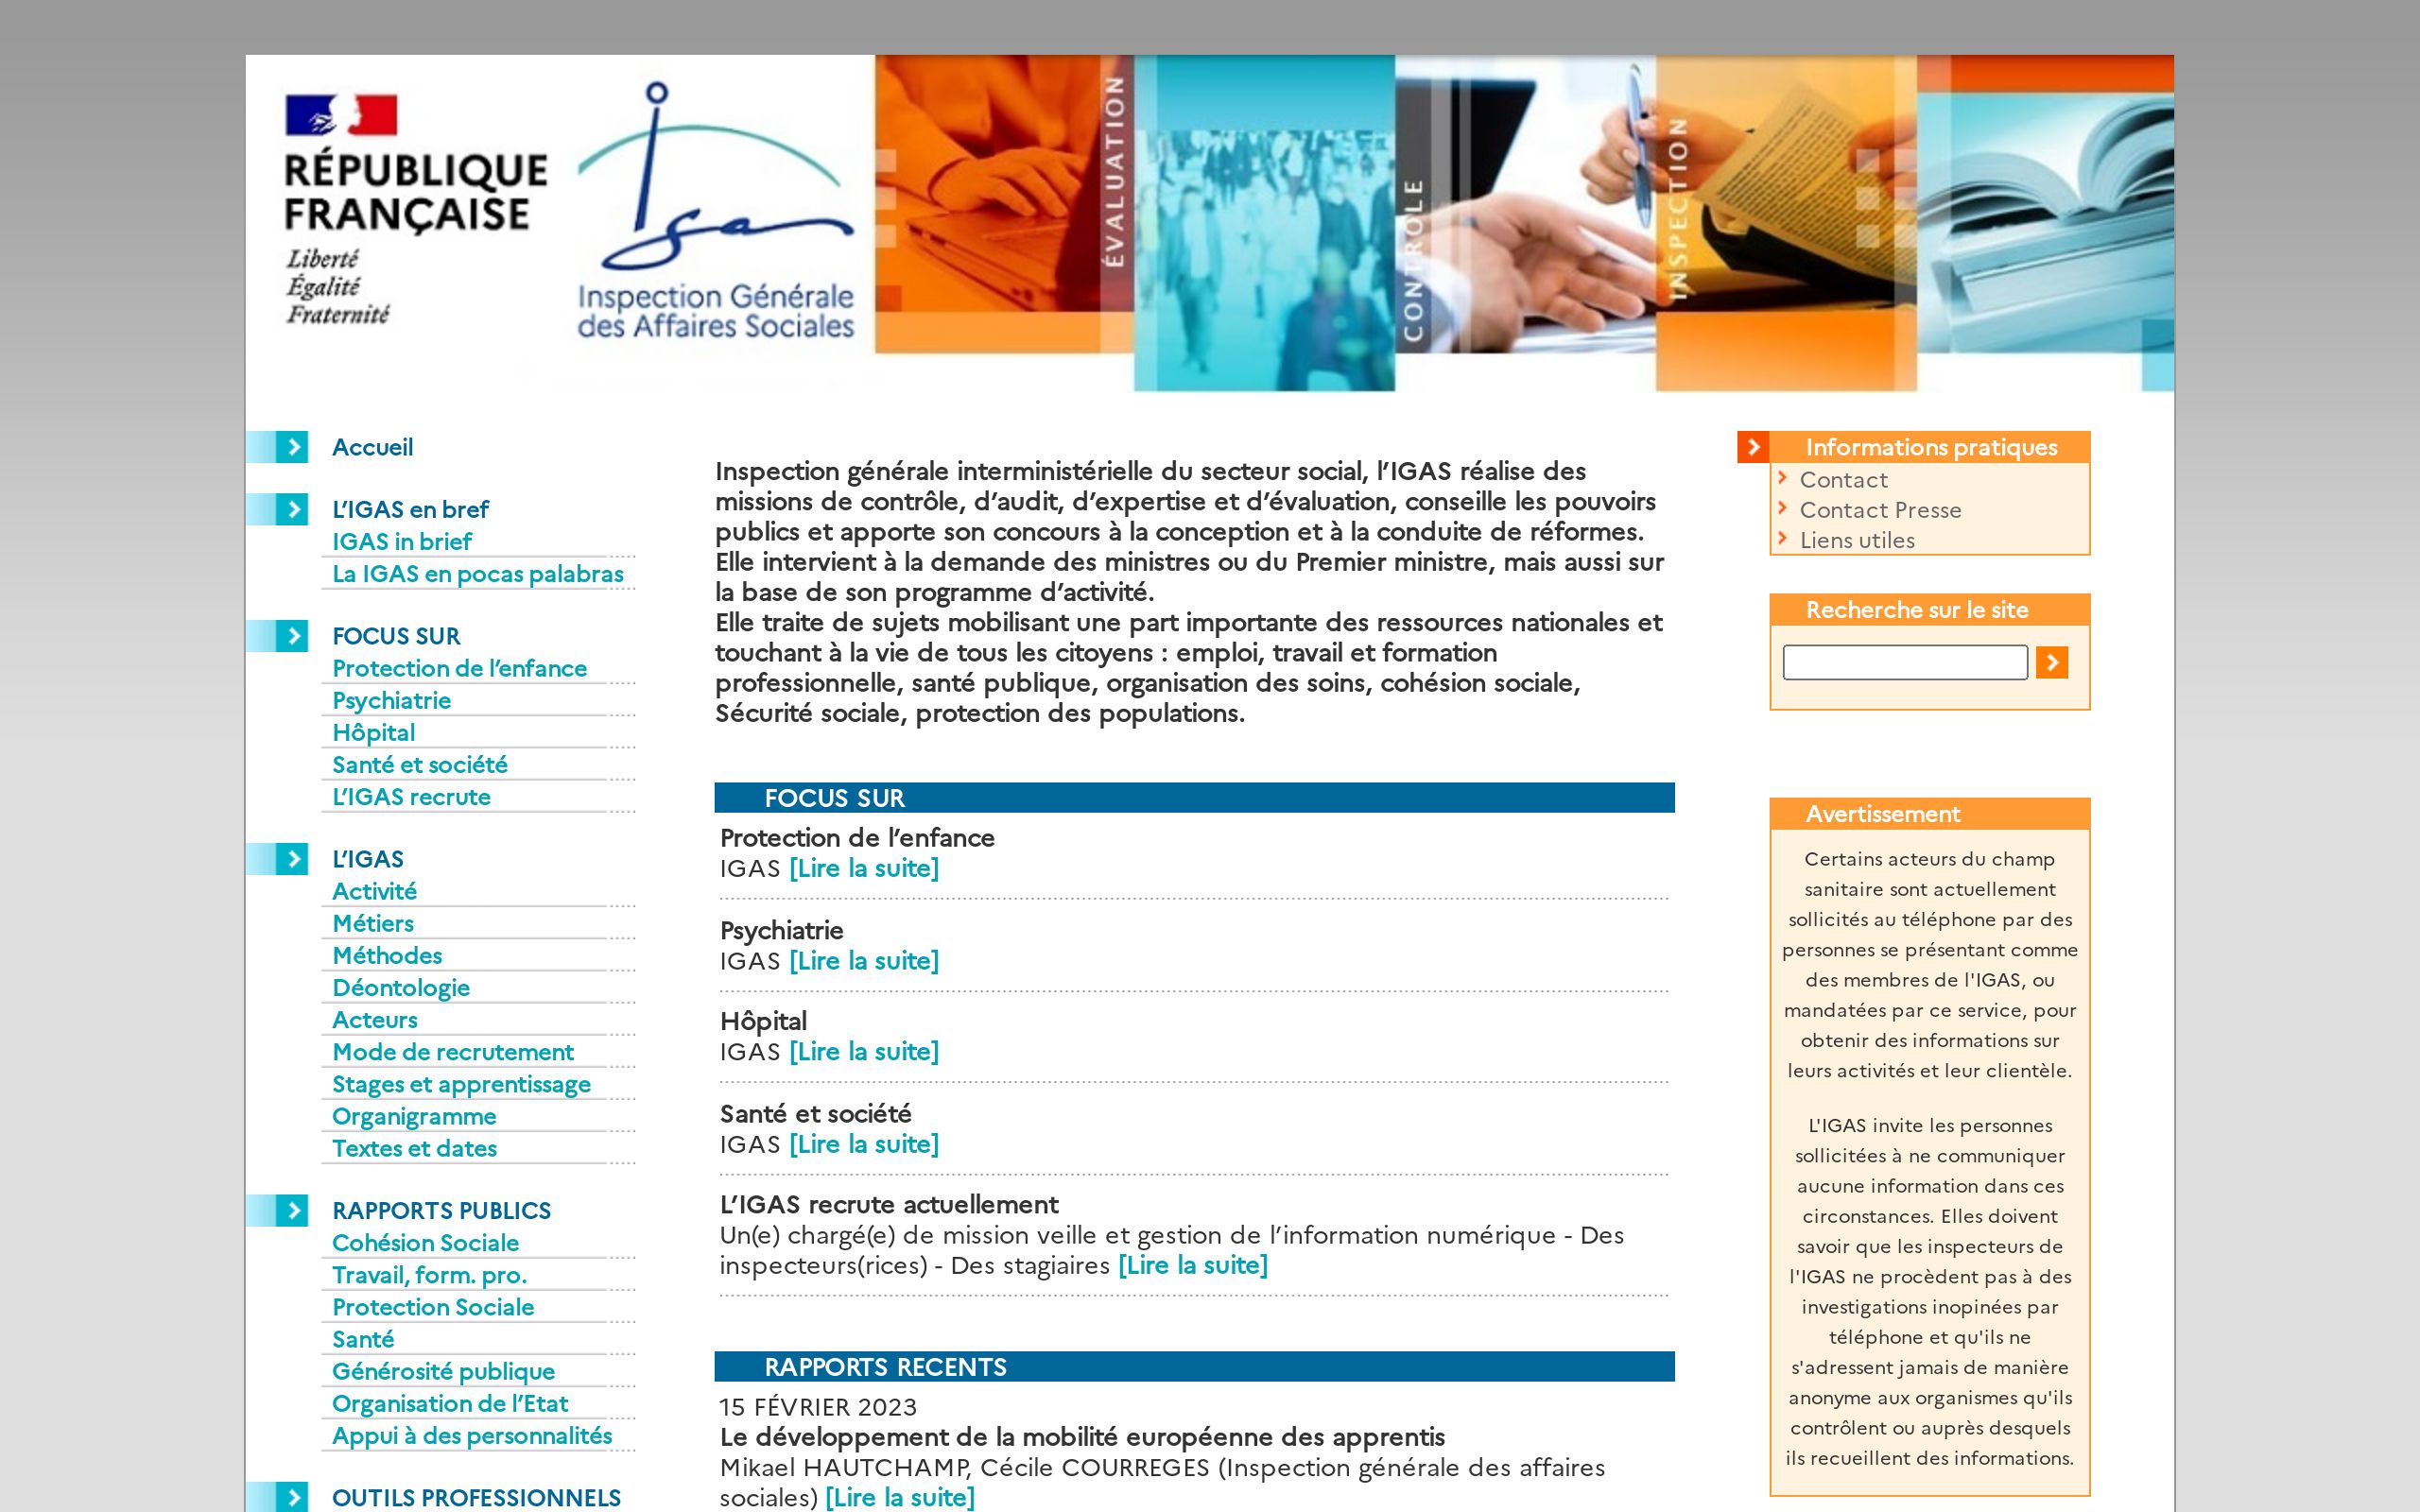 RÉPUBLIQUE
FRANÇAISE
Liberté
Égalité
Fraternité
Igas
Inspection Générale
des Affaires Sociales
ÉVALUATION
CONTROLE
INSPECTION
Accueil
L’IGAS en bref
IGAS in brief
La IGAS en pocas palabras
FOCUS SUR
Protection de l’enfance
Psychiatrie
Hôpital
Santé et société
L’IGAS recrute
L’IGAS
Activité
Métiers
Méthodes
Déontologie
Acteurs
Mode de recrutement
Stages et apprentissage
Organigramme
Textes et dates
RAPPORTS PUBLICS
Cohésion Sociale
Travail, form. pro.
Protection Sociale
Santé
Générosité publique
Organisation de l’Etat
Appui à des personnalités
OUTILS PROFESSIONNELS
Inspection générale interministérielle du secteur social, l’IGAS réalise des
missions de contrôle, d’audit, d’expertise et d’évaluation, conseille les pouvoirs
publics et apporte son concours à la conception et à la conduite de réformes.
Elle intervient à la demande des ministres ou du Premier ministre, mais aussi sur
la base de son programme d’activité.
Elle traite de sujets mobilisant une part importante des ressources nationales et
touchant à la vie de tous les citoyens : emploi, travail et formation
professionnelle, santé publique, organisation des soins, cohésion sociale,
Sécurité sociale, protection des populations.
FOCUS SUR
Protection de l’enfance
IGAS [Lire la suite]
Psychiatrie
IGAS [Lire la suite]
Hôpital
IGAS [Lire la suite]
Santé et société
IGAS [Lire la suite]
L’IGAS recrute actuellement
Un(e) chargé(e) de mission veille et gestion de l’information numérique - Des
inspecteurs(rices) - Des stagiaires [Lire la suite]
RAPPORTS RECENTS
15 FÉVRIER 2023
Le développement de la mobilité européenne des apprentis
Mikael HAUTCHAMP, Cécile COURREGES (Inspection générale des affaires
sociales) [Lire la suite]
Informations pratiques
Contact
Contact Presse
Liens utiles
Recherche sur le site
Avertissement
Certains acteurs du champ
sanitaire sont actuellement
sollicités au téléphone par des
personnes se présentant comme
des membres de l'IGAS, ou
mandatées par ce service, pour
obtenir des informations sur
leurs activités et leur clientèle.
L'IGAS invite les personnes
sollicitées à ne communiquer
aucune information dans ces
circonstances. Elles doivent
savoir que les inspecteurs de
l'IGAS ne procèdent pas à des
investigations inopinées par
téléphone et qu'ils ne
s'adressent jamais de manière
anonyme aux organismes qu'ils
contrôlent ou auprès desquels
ils recueillent des informations.